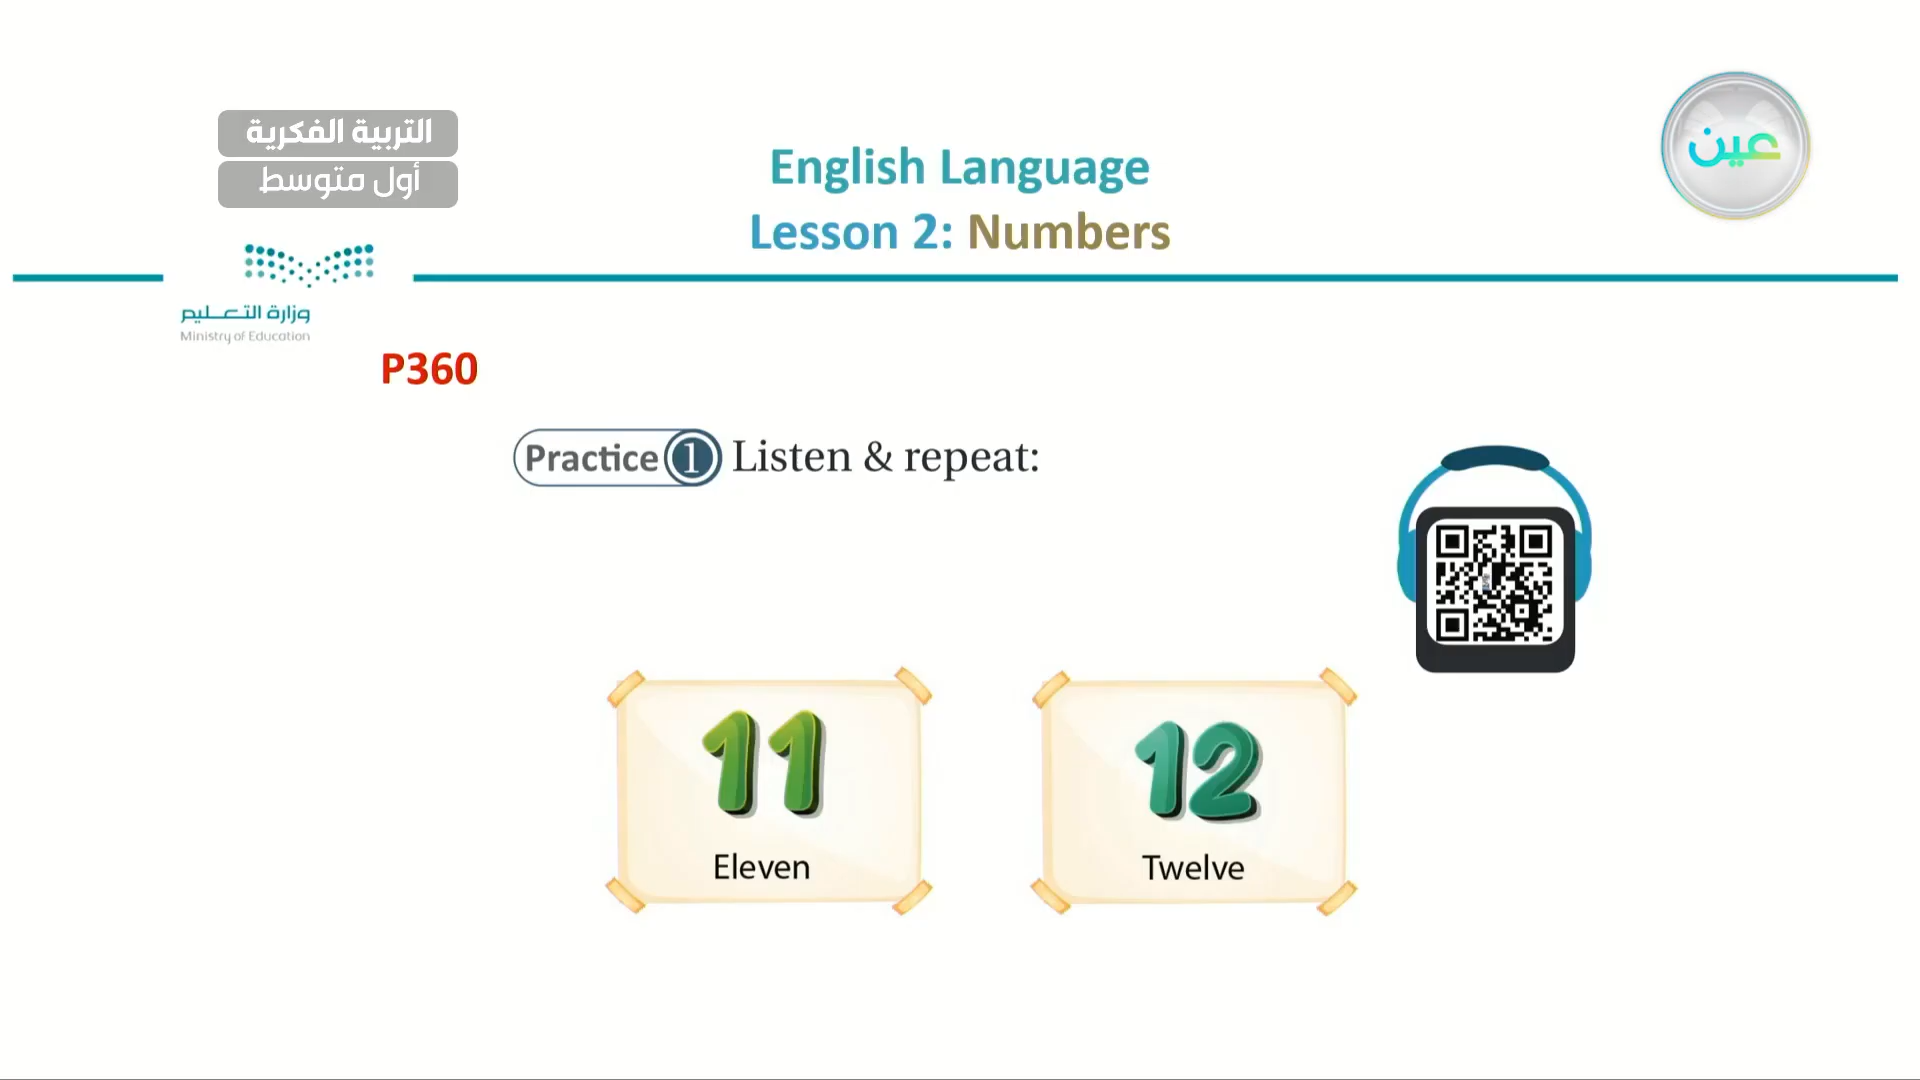 التربية الفكرية
أول متوسط
English Language
Lesson 2: Numbers
عين
وزارة التعليم
Ministry of Education
P360
Practice 1 Listen & repeat:
11
Eleven
12
Twelve